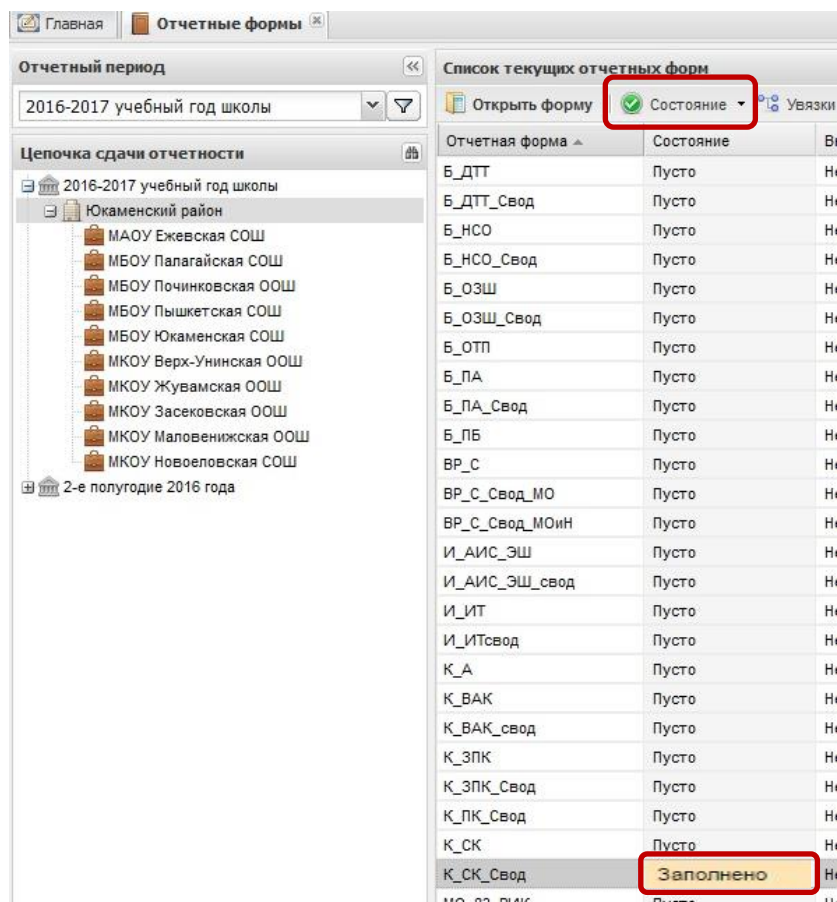 Главная
Отчетные формы
Отчетный период
2016-2017 учебный год школы
Цепочка сдачи отчетности
2016-2017 учебный год школы
Юкаменский район
МАОУ Ежевская СОШ
МБОУ Палагайская СОШ
МБОУ Починковская ООШ
МБОУ Пышкетская СОШ
МБОУ Юкаменская СОШ
МКОУ Верх-Унинская ООШ
МКОУ Жувамская ООШ
МКОУ Засековская ООШ
МКОУ Маловенижская ООШ
МКОУ Новоеловская СОШ
2-е полугодие 2016 года
Список текущих отчетных форм
Открыть форму Состояние Увязки
Отчетная форма Состояние
Б_ДТТ Пусто
Б_ДТТ_Свод Пусто
Б_НСО Пусто
Б_НСО_Свод Пусто
Б_ОЗШ Пусто
Б_ОЗШ_Свод Пусто
Б_ОТП Пусто
Б_ПА Пусто
Б_ПА_Свод Пусто
Б_ПБ Пусто
ВР_С Пусто
ВР_С_Свод_МО Пусто
ВР_С_Свод_МОиН Пусто
И_АИС_ЭШ Пусто
И_АИС_ЭШ_свод Пусто
И_ИТ Пусто
И_ИТсвод Пусто
К_А Пусто
К_ВАК Пусто
К_ВАК_свод Пусто
К_ЗПК Пусто
К_ЗПК_Свод Пусто
К_ПК_Свод Пусто
К_СК Пусто
К_СК_Свод Заполнено